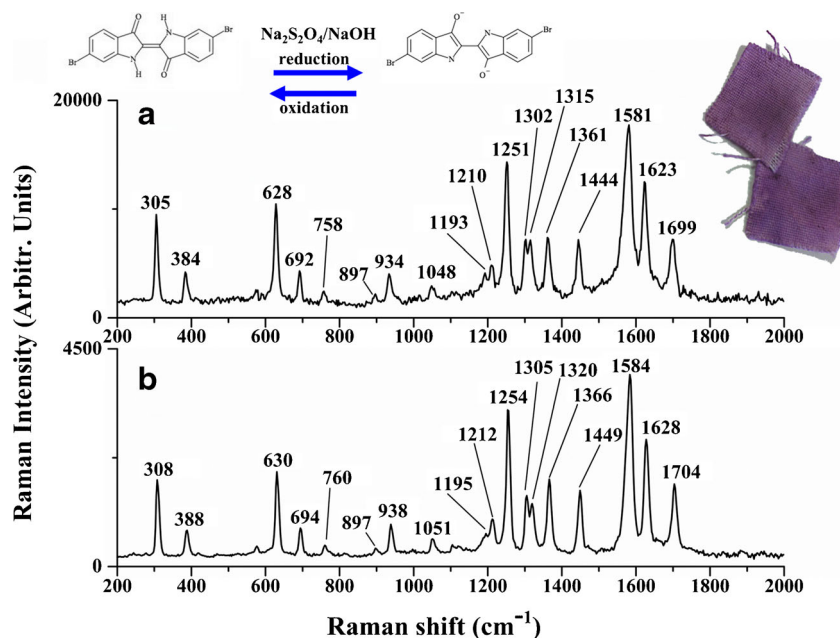 O H
N Br
Br N
H O
Na₂S₂O₄/NaOH
reduction
oxidation
O⁻
N Br
Br N
O⁻
a
20000
0
305 384 628 692 758 897 934 1048 1193 1210 1251 1302 1315 1361 1444 1581 1623 1699
200 400 600 800 1000 1200 1400 1600 1800 2000
b
4500
0
308 388 630 694 760 897 938 1051 1195 1212 1254 1305 1320 1366 1449 1584 1628 1704
200 400 600 800 1000 1200 1400 1600 1800 2000
Raman Intensity (Arbitr. Units)
Raman shift (cm⁻¹)